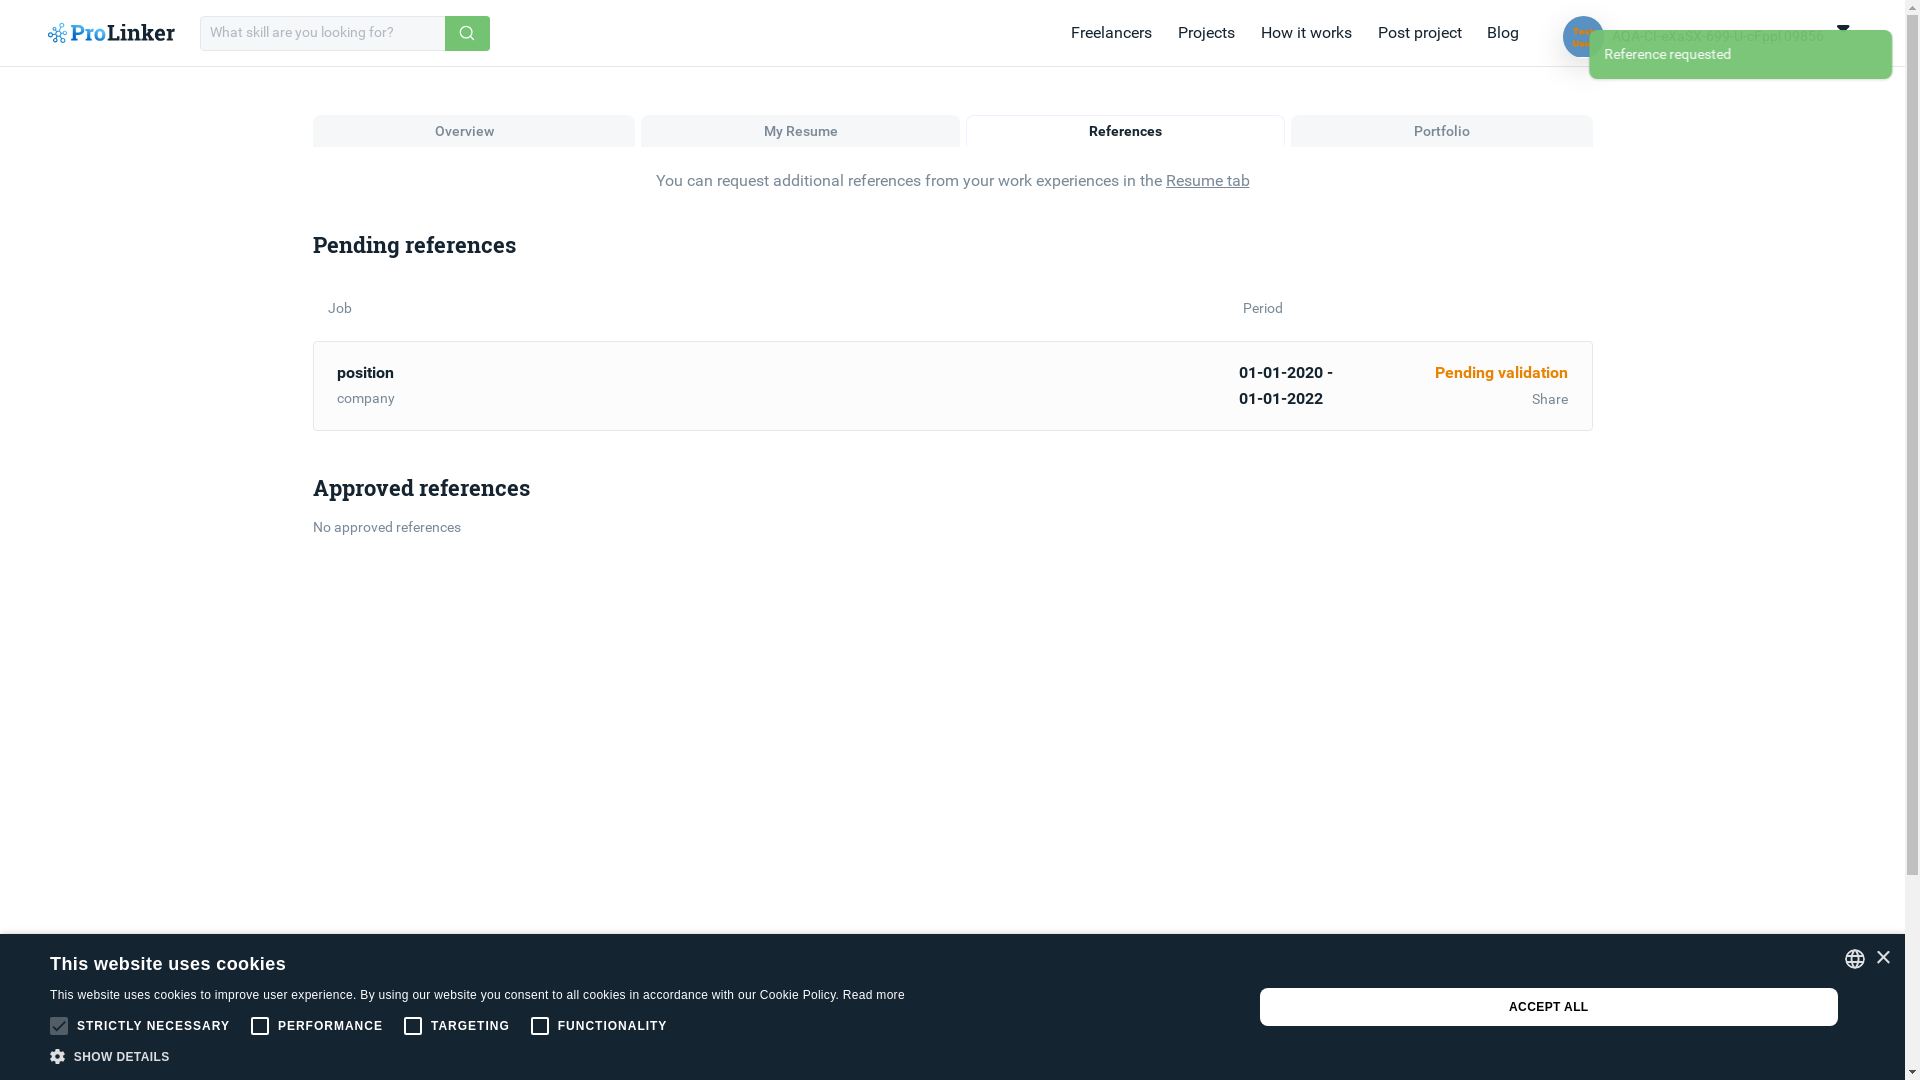 ProLinker
What skill are you looking for?
Freelancers Projects How it works Post project Blog
Reference requested
Overview My Resume References Portfolio
You can request additional references from your work experiences in the Resume tab
Pending references
Job Period
position 01-01-2020 - Pending validation
company 01-01-2022 Share
Approved references
No approved references
This website uses cookies
This website uses cookies to improve user experience. By using our website you consent to all cookies in accordance with our Cookie Policy. Read more
ACCEPT ALL
STRICTLY NECESSARY PERFORMANCE TARGETING FUNCTIONALITY
SHOW DETAILS